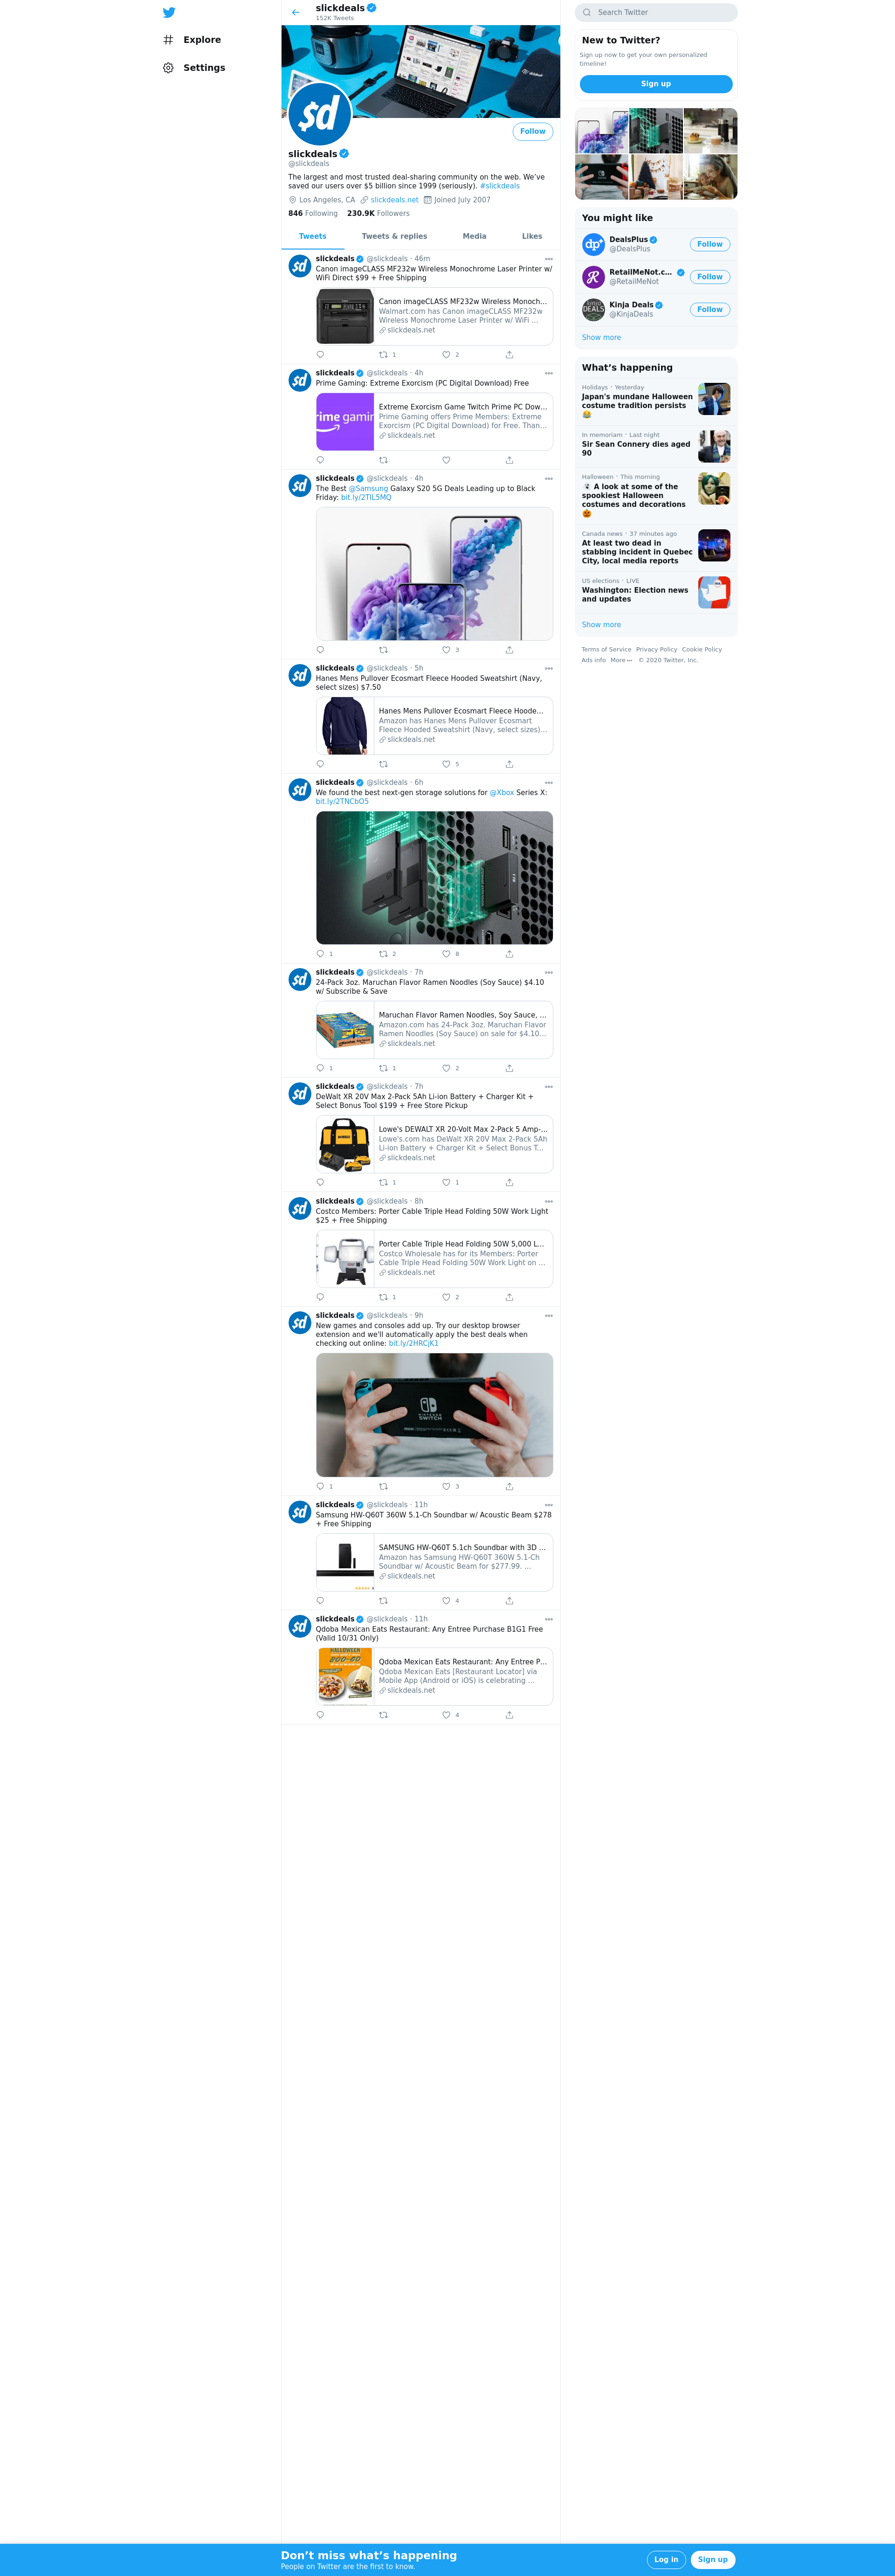 Explore
Settings
slickdeals
152K Tweets
$d
Follow
slickdeals
@slickdeals
The largest and most trusted deal-sharing community on the web. We've
saved our users over $5 billion since 1999 (seriously). #slickdeals
Los Angeles, CA slickdeals.net Joined July 2007
846 Following 230.9K Followers
Tweets Tweets & replies Media Likes
slickdeals @slickdeals · 46m
Canon imageCLASS MF232w Wireless Monochrome Laser Printer w/
WiFi Direct $99 + Free Shipping
Canon imageCLASS MF232w Wireless Monoch...
Walmart.com has Canon imageCLASS MF232w
Wireless Monochrome Laser Printer w/ WiFi ...
slickdeals.net
1 2
slickdeals @slickdeals · 4h
Prime Gaming: Extreme Exorcism (PC Digital Download) Free
Extreme Exorcism Game Twitch Prime PC Dow...
Prime Gaming offers Prime Members: Extreme
Exorcism (PC Digital Download) for Free. Than...
slickdeals.net
slickdeals @slickdeals · 4h
The Best @Samsung Galaxy S20 5G Deals Leading up to Black
Friday: bit.ly/2TIL5MQ
3
slickdeals @slickdeals · 5h
Hanes Mens Pullover Ecosmart Fleece Hooded Sweatshirt (Navy,
select sizes) $7.50
Hanes Mens Pullover Ecosmart Fleece Hoode...
Amazon has Hanes Mens Pullover Ecosmart
Fleece Hooded Sweatshirt (Navy, select sizes)...
slickdeals.net
5
slickdeals @slickdeals · 6h
We found the best next-gen storage solutions for @Xbox Series X:
bit.ly/2TNCbO5
1 2 8
slickdeals @slickdeals · 7h
24-Pack 3oz. Maruchan Flavor Ramen Noodles (Soy Sauce) $4.10
w/ Subscribe & Save
Maruchan Flavor Ramen Noodles, Soy Sauce, ...
Amazon.com has 24-Pack 3oz. Maruchan Flavor
Ramen Noodles (Soy Sauce) on sale for $4.10...
slickdeals.net
1 1 2
slickdeals @slickdeals · 7h
DeWalt XR 20V Max 2-Pack 5Ah Li-ion Battery + Charger Kit +
Select Bonus Tool $199 + Free Store Pickup
Lowe's DEWALT XR 20-Volt Max 2-Pack 5 Amp-...
Lowe's.com has DeWalt XR 20V Max 2-Pack 5Ah
Li-ion Battery + Charger Kit + Select Bonus T...
slickdeals.net
1 1
slickdeals @slickdeals · 8h
Costco Members: Porter Cable Triple Head Folding 50W Work Light
$25 + Free Shipping
Porter Cable Triple Head Folding 50W 5,000 L...
Costco Wholesale has for its Members: Porter
Cable Triple Head Folding 50W Work Light on ...
slickdeals.net
1 2
slickdeals @slickdeals · 9h
New games and consoles add up. Try our desktop browser
extension and we'll automatically apply the best deals when
checking out online: bit.ly/2HRCjK1
NINTENDO
SWITCH
1 3
slickdeals @slickdeals · 11h
Samsung HW-Q60T 360W 5.1-Ch Soundbar w/ Acoustic Beam $278
+ Free Shipping
SAMSUNG HW-Q60T 5.1ch Soundbar with 3D ...
Amazon has Samsung HW-Q60T 360W 5.1-Ch
Soundbar w/ Acoustic Beam for $277.99. ...
slickdeals.net
4
slickdeals @slickdeals · 11h
Qdoba Mexican Eats Restaurant: Any Entree Purchase B1G1 Free
(Valid 10/31 Only)
HALLOWEEN
Qdoba Mexican Eats Restaurant: Any Entree P...
Qdoba Mexican Eats [Restaurant Locator] via
Mobile App (Android or iOS) is celebrating ...
slickdeals.net
4
Search Twitter
New to Twitter?
Sign up now to get your own personalized
timeline!
Sign up
You might like
DealsPlus
@DealsPlus
Follow
RetailMeNot.c...
@RetailMeNot
Follow
Kinja Deals
@KinjaDeals
Follow
Show more
What's happening
Holidays · Yesterday
Japan's mundane Halloween
costume tradition persists
😂
In memoriam · Last night
Sir Sean Connery dies aged
90
Halloween · This morning
A look at some of the
spookiest Halloween
costumes and decorations
🎃
Canada news · 37 minutes ago
At least two dead in
stabbing incident in Quebec
City, local media reports
US elections · LIVE
Washington: Election news
and updates
Show more
Terms of Service Privacy Policy Cookie Policy
Ads info More ••• © 2020 Twitter, Inc.
Don't miss what's happening
People on Twitter are the first to know.
Log in Sign up